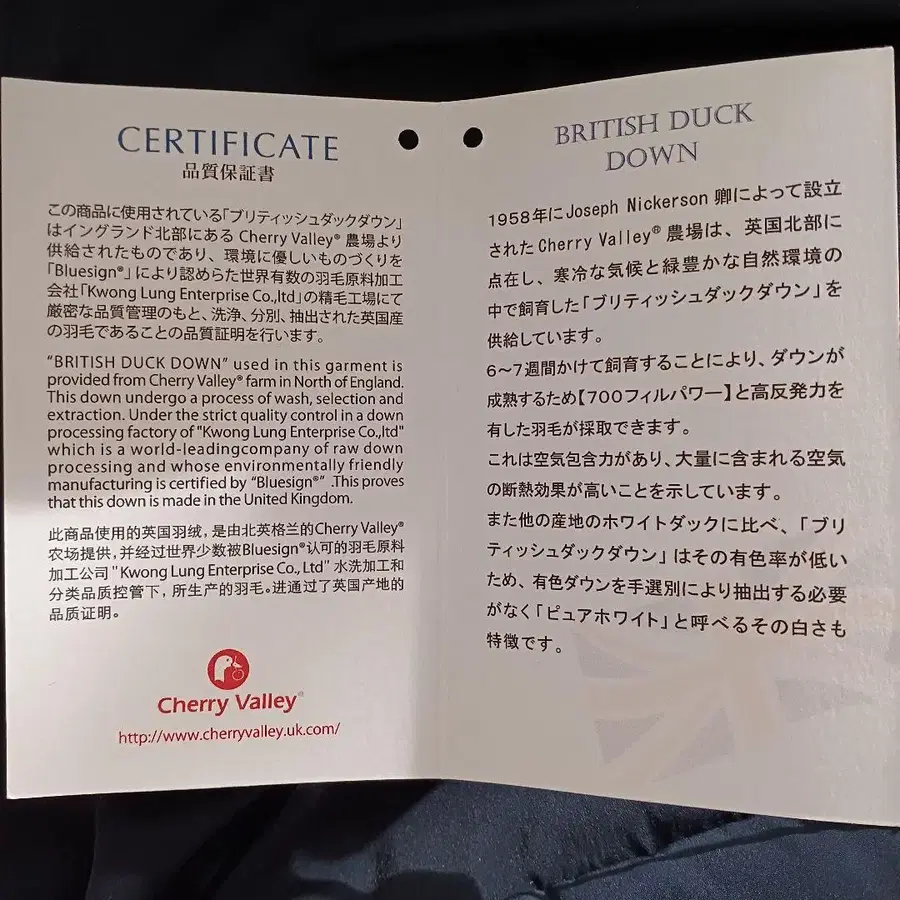 CERTIFICATE
品質保証書
この商品に使用されている「ブリティッシュダックダウン」
はイングランド北部にある Cherry Valley® 農場より
供給されたものであり、環境に優しいものづくりを
「Bluesign®」により認めらた世界有数の羽毛原料加工
会社「Kwong Lung Enterprise Co.,ltd」の精毛工場にて
厳密な品質管理のもと、洗浄、分別、抽出された英国産
の羽毛であることの品質証明を行います。
“BRITISH DUCK DOWN” used in this garment is
provided from Cherry Valley® farm in North of England.
This down undergo a process of wash, selection and
extraction. Under the strict quality control in a down
processing factory of "Kwong Lung Enterprise Co.,ltd"
which is a world-leadingcompany of raw down
processing and whose environmentally friendly
manufacturing is certified by “Bluesign®” .This proves
that this down is made in the United Kingdom.
此商品使用的英国羽绒，是由北英格兰的Cherry Valley®
农场提供，并经过世界少数被Bluesign®认可的羽毛原料
加工公司 "Kwong Lung Enterprise Co., Ltd" 水洗加工和
分类品质控管下，所生产的羽毛。进通过了英国产地的
品质证明。
Cherry Valley®
http://www.cherryvalley.uk.com/
BRITISH DUCK
DOWN
1958年にJoseph Nickerson 卿によって設立
されたCherry Valley®農場は、英国北部に
点在し、寒冷な気候と緑豊かな自然環境の
中で飼育した「ブリティッシュダックダウン」を
供給しています。
6〜7週間かけて飼育することにより、ダウンが
成熟するため【700フィルパワー】と高反発力を
有した羽毛が採取できます。
これは空気包含力があり、大量に含まれる空気
の断熱効果が高いことを示しています。
また他の産地のホワイトダックに比べ、「ブリ
ティッシュダックダウン」はその有色率が低い
ため、有色ダウンを手選別により抽出する必要
がなく「ピュアホワイト」と呼べるその白さも
特徴です。